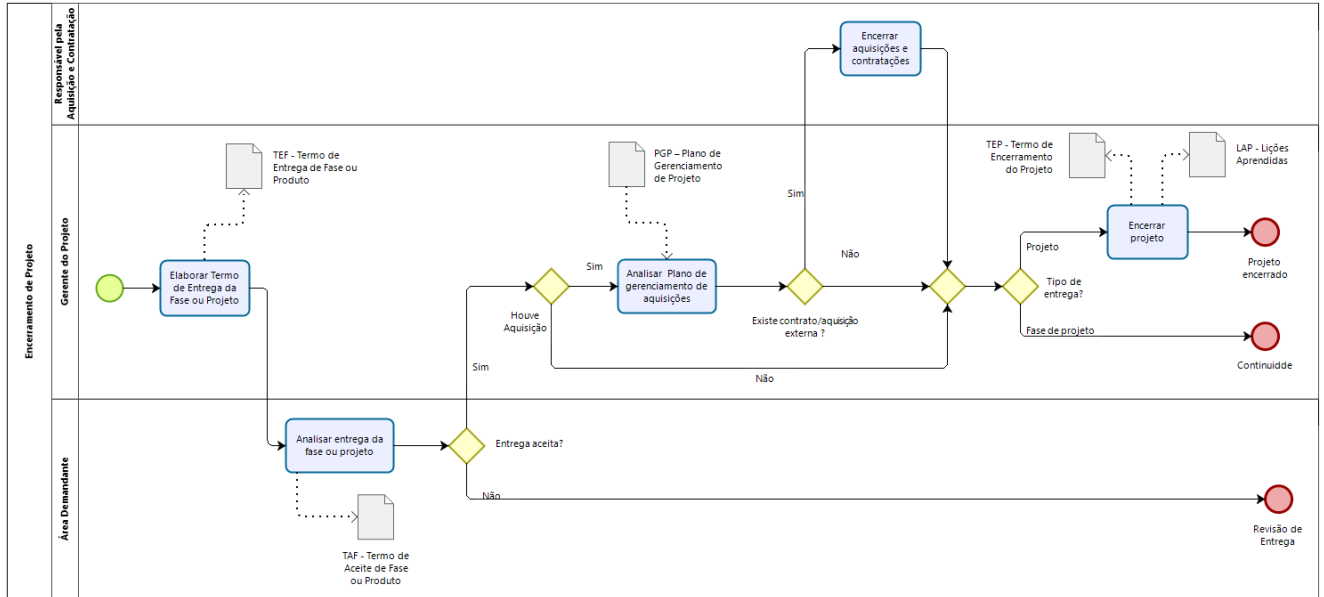 Encerramento de Projeto
Responsável pela
Aquisição e Contratação
Encerrar
aquisições e
contratações
Gerente do Projeto
TEF - Termo de
Entrega de Fase ou
Produto
PGP – Plano de
Gerenciamento
de Projeto
TEP - Termo de
Encerramento
do Projeto
LAP - Lições
Aprendidas
Sim
Elaborar Termo
de Entrega da
Fase ou Projeto
Houve
Aquisição
Sim
Analisar Plano de
gerenciamento de
aquisições
Não
Existe contrato/aquisição
externa ?
Projeto
Encerrar
projeto
Projeto
encerrado
Tipo de
entrega?
Fase de projeto
Continuidde
Sim
Não
Área Demandante
Analisar entrega da
fase ou projeto
Entrega aceita?
Não
Revisão de
Entrega
TAF - Termo de
Aceite de Fase
ou Produto